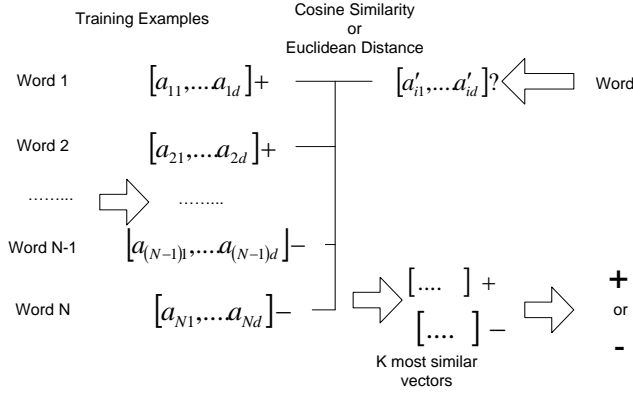 Training Examples
Cosine Similarity
or
Euclidean Distance
Word 1 [a₁₁,....a₁d]+ [a′i₁,....a′id]? Word
Word 2 [a₂₁,....a₂d]+
........ ........
Word N-1 [a(N−1)1,....a(N−1)d]−
Word N [aN1,....aNd]−
[.... ] +
[.... ] −
K most similar
vectors
+
or
-